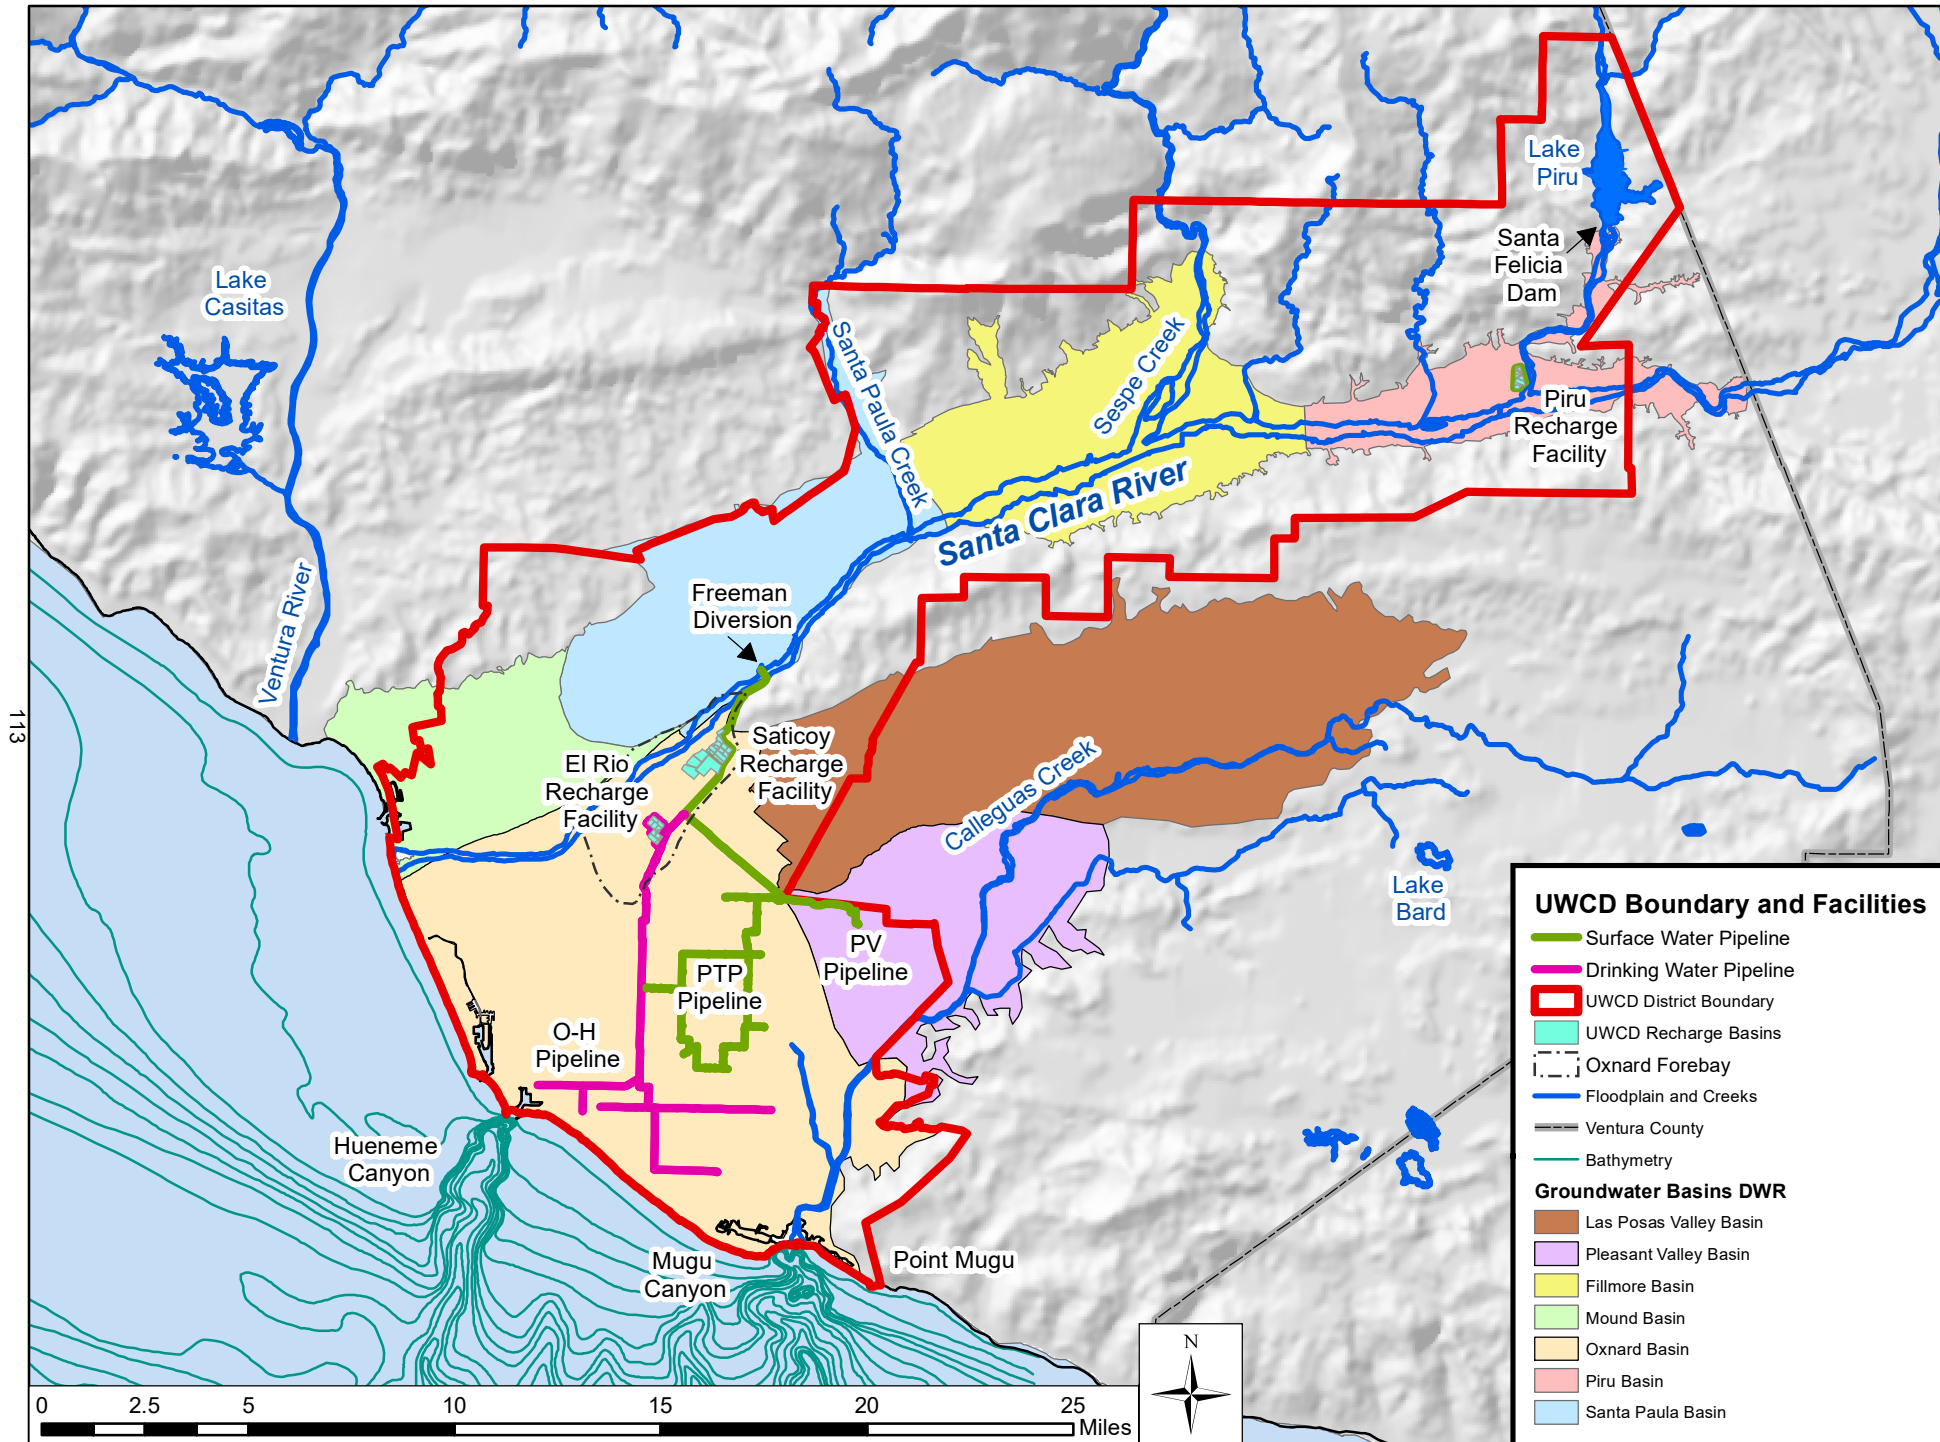 Lake
Piru
Santa
Felicia
Dam
Lake
Casitas
Santa Paula Creek
Sespe Creek
Piru
Recharge
Facility
Santa Clara River
Ventura River
Freeman
Diversion
Saticoy
Recharge
Facility
El Rio
Recharge
Facility
Calleguas Creek
Lake
Bard
PV
Pipeline
PTP
Pipeline
O-H
Pipeline
Hueneme
Canyon
Mugu
Canyon
Point Mugu
113
UWCD Boundary and Facilities
Surface Water Pipeline
Drinking Water Pipeline
UWCD District Boundary
UWCD Recharge Basins
Oxnard Forebay
Floodplain and Creeks
Ventura County
Bathymetry
Groundwater Basins DWR
Las Posas Valley Basin
Pleasant Valley Basin
Fillmore Basin
Mound Basin
Oxnard Basin
Piru Basin
Santa Paula Basin
N
0 2.5 5 10 15 20 25
Miles